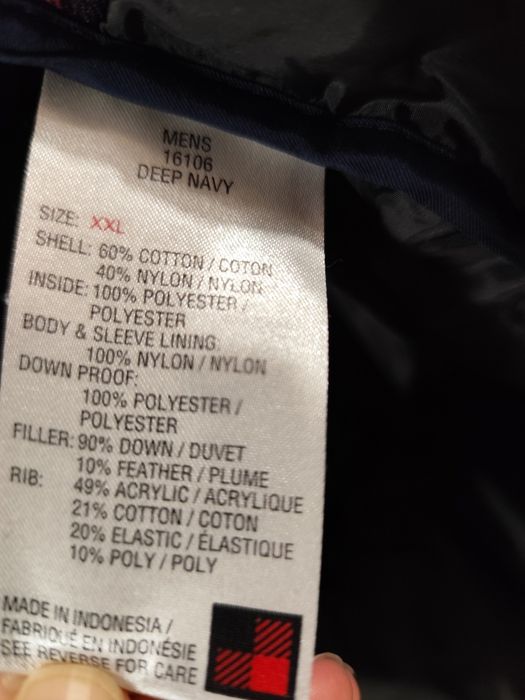 MENS
16106
DEEP NAVY
SIZE: XXL
SHELL: 60% COTTON / COTON
40% NYLON / NYLON
INSIDE: 100% POLYESTER /
POLYESTER
BODY & SLEEVE LINING:
100% NYLON / NYLON
DOWN PROOF:
100% POLYESTER /
POLYESTER
FILLER: 90% DOWN / DUVET
10% FEATHER / PLUME
RIB: 49% ACRYLIC / ACRYLIQUE
21% COTTON / COTON
20% ELASTIC / ÉLASTIQUE
10% POLY / POLY
MADE IN INDONESIA /
FABRIQUÉ EN INDONÉSIE
SEE REVERSE FOR CARE